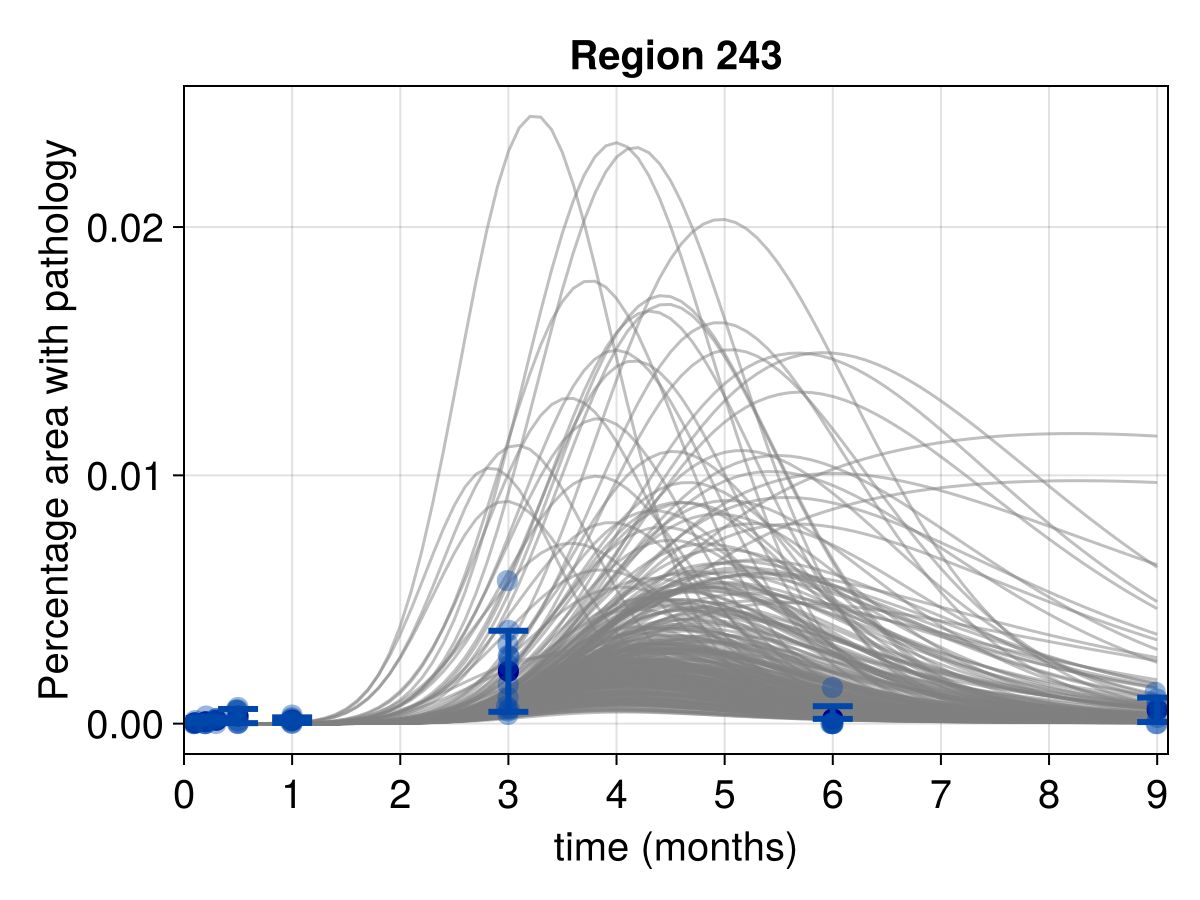 Region 243
Percentage area with pathology
0.02
0.01
0.00
0 1 2 3 4 5 6 7 8 9
time (months)